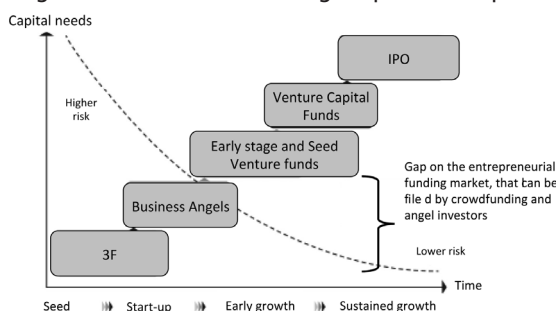 Capital needs
IPO
Venture Capital
Funds
Higher
risk
Early stage and Seed
Venture funds
Gap on the entrepreneurial
funding market, that can be
file d by crowdfunding and
angel investors
Business Angels
3F
Lower risk
Time
Seed Start-up Early growth Sustained growth